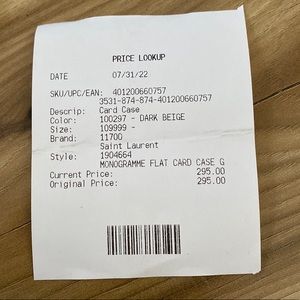 PRICE LOOKUP
DATE 07/31/22
SKU/UPC/EAN: 401200660757
3531-874-874-401200660757
Descrip: Card Case
Color: 100297 - DARK BEIGE
Size: 109999 -
Brand: 11700
Saint Laurent
Style: 1904664
MONOGRAMME FLAT CARD CASE G
Current Price: 295.00
Original Price: 295.00